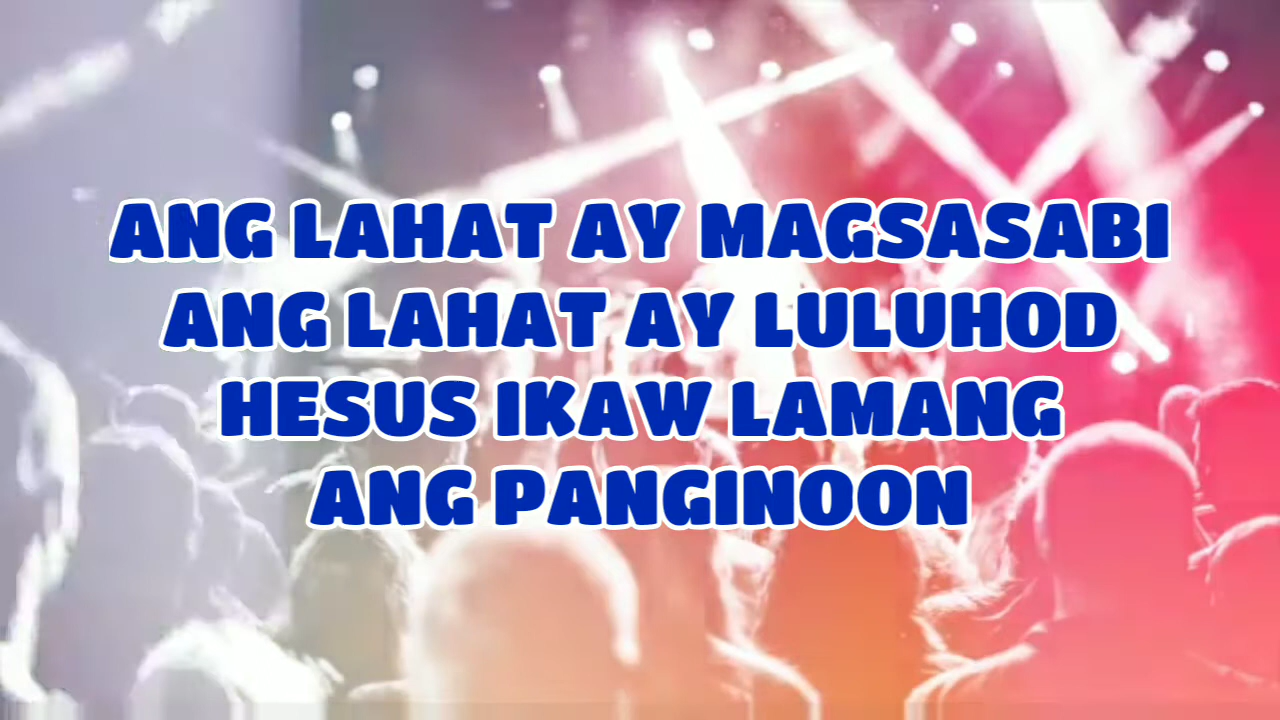 ANG LAHAT AY MAGSASABI
ANG LAHAT AY LULUHOD
HESUS IKAW LAMANG
ANG PANGINOON